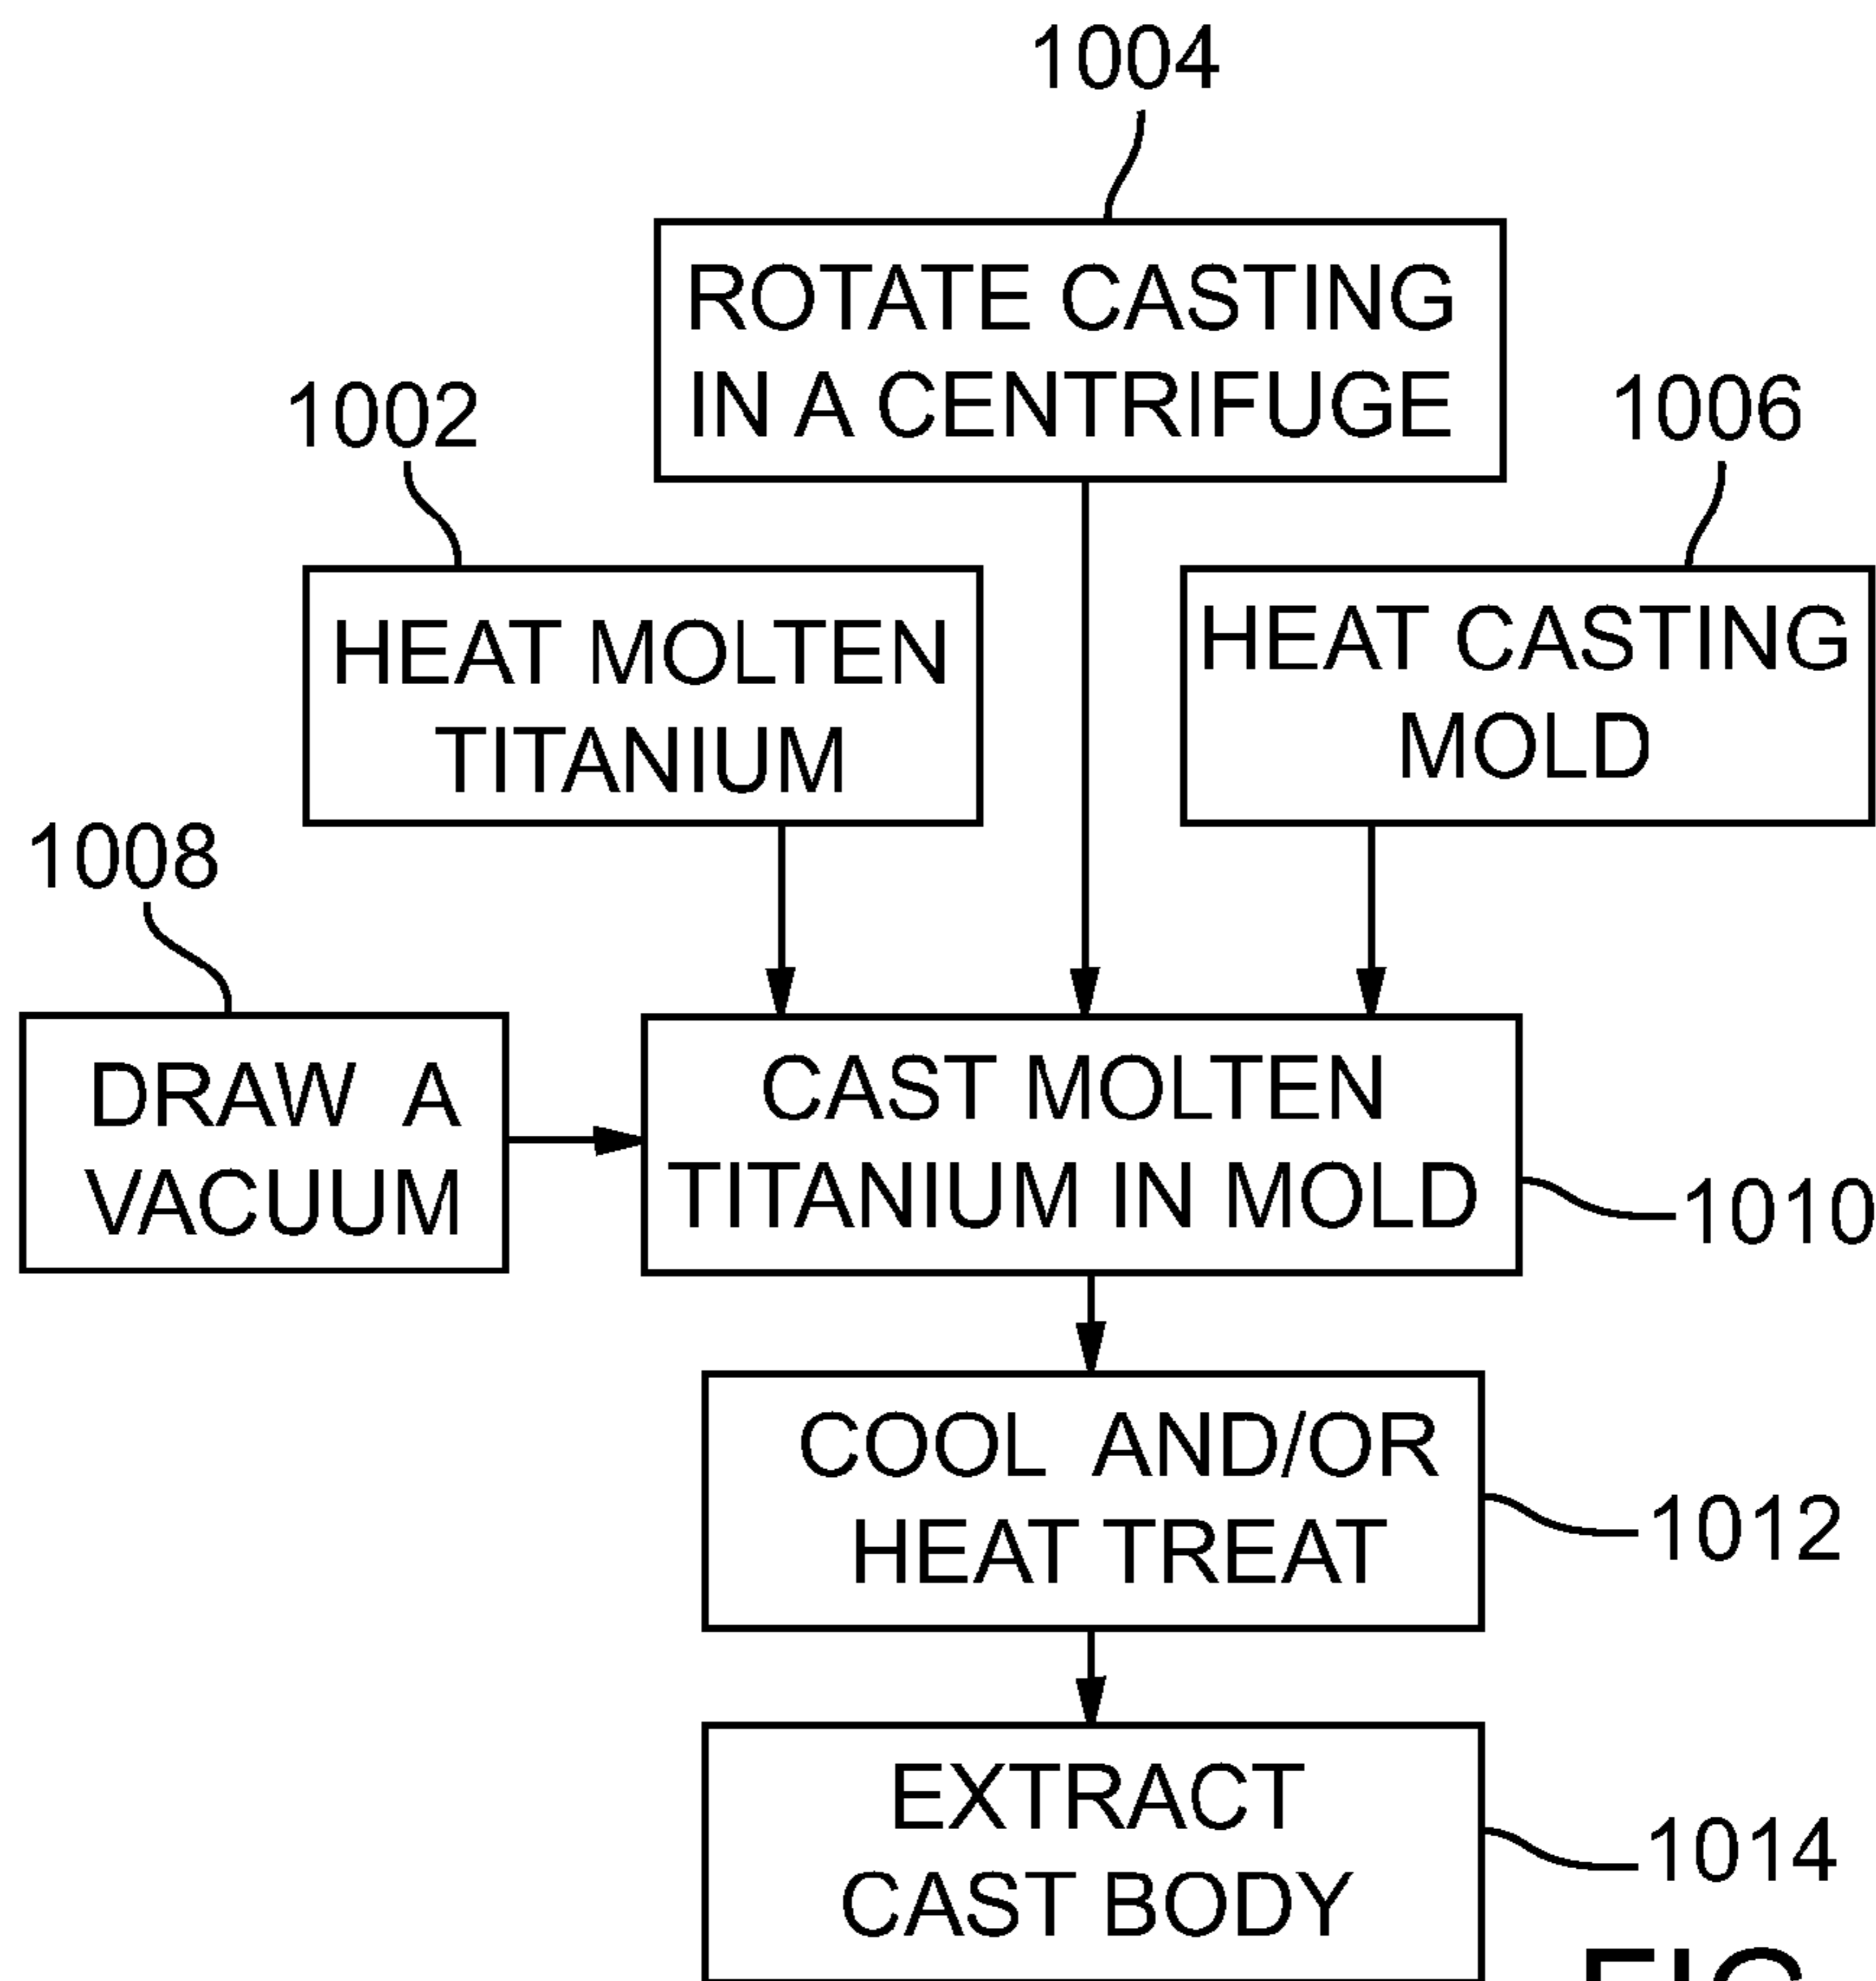 1004
ROTATE CASTING
IN A CENTRIFUGE
1002
1006
HEAT MOLTEN
TITANIUM
HEAT CASTING
MOLD
1008
DRAW A
VACUUM
CAST MOLTEN
TITANIUM IN MOLD
1010
COOL AND/OR
HEAT TREAT
1012
EXTRACT
CAST BODY
1014